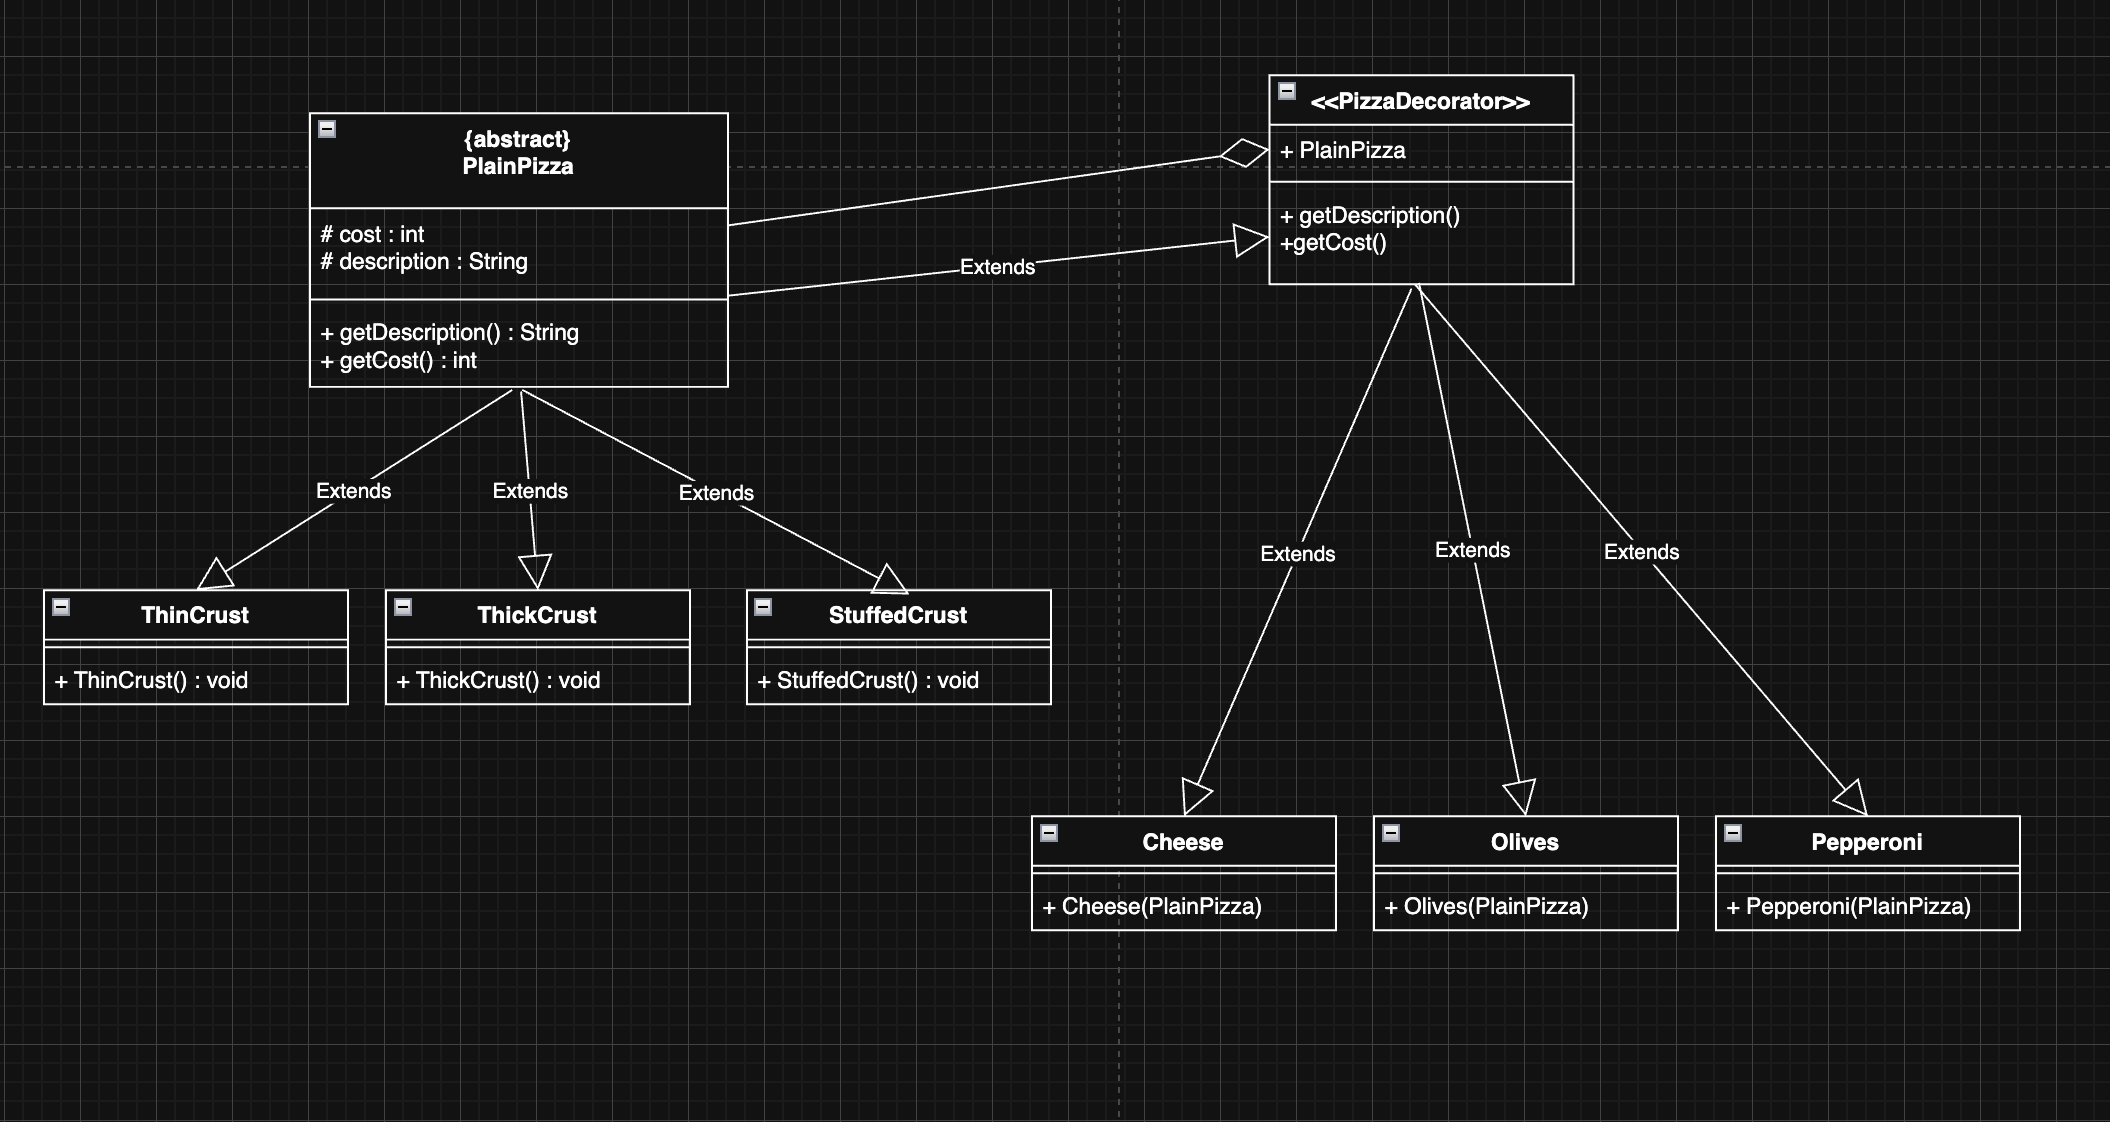 {abstract}
PlainPizza
# cost : int
# description : String
+ getDescription() : String
+ getCost() : int
<<PizzaDecorator>>
+ PlainPizza
+ getDescription()
+getCost()
Extends
Extends
Extends
Extends
ThinCrust
+ ThinCrust() : void
ThickCrust
+ ThickCrust() : void
StuffedCrust
+ StuffedCrust() : void
Extends
Extends
Extends
Cheese
+ Cheese(PlainPizza)
Olives
+ Olives(PlainPizza)
Pepperoni
+ Pepperoni(PlainPizza)